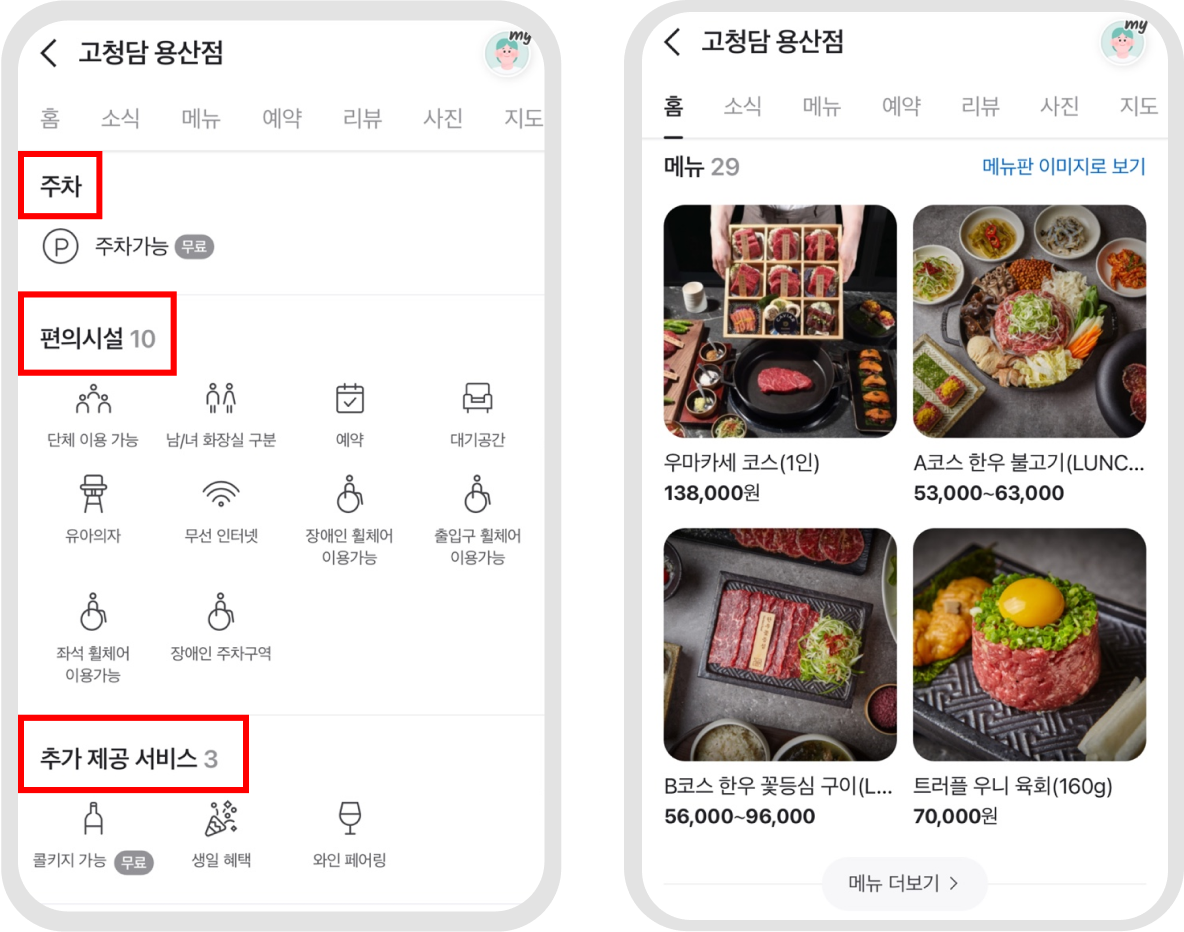 고청담 용산점
my
홈 소식 메뉴 예약 리뷰 사진 지도
주차
P 주차가능 무료
편의시설 10
단체 이용 가능 남/녀 화장실 구분 예약 대기공간
유아의자 무선 인터넷 장애인 휠체어 출입구 휠체어
이용가능 이용가능
좌석 휠체어 장애인 주차구역
이용가능
추가 제공 서비스 3
콜키지 가능 무료 생일 혜택 와인 페어링
고청담 용산점
my
홈 소식 메뉴 예약 리뷰 사진 지도
메뉴 29 메뉴판 이미지로 보기
우마카세 코스(1인) A코스 한우 불고기(LUNC...
138,000원 53,000~63,000
B코스 한우 꽃등심 구이(L... 트러플 우니 육회(160g)
56,000~96,000 70,000원
메뉴 더보기 >